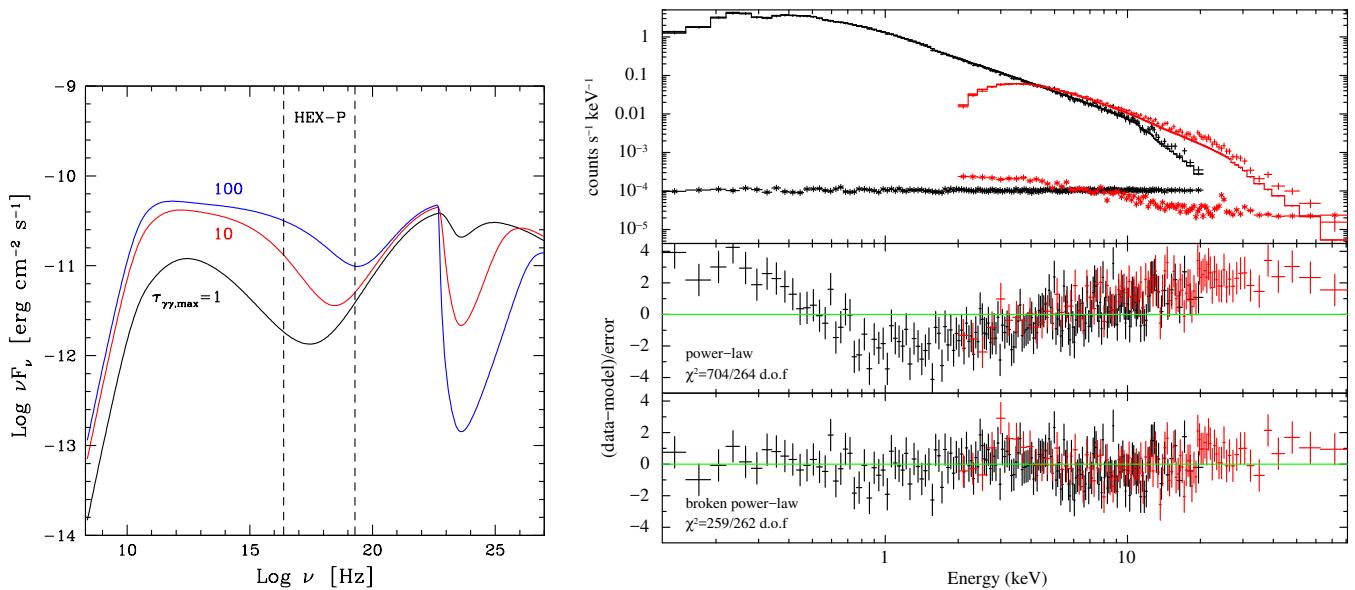 −9
−10
−11
−12
−13
−14
Log νFν [erg cm−2 s−1]
HEX−P
100
10
τγγ,max=1
10
15
20
25
Log ν [Hz]
1
0.1
0.01
10−3
10−4
10−5
counts s−1 keV−1
4
2
0
−2
−4
power−law
χ2=704/264 d.o.f
(data−model)/error
4
2
0
−2
−4
broken power−law
χ2=259/262 d.o.f
1
10
Energy (keV)